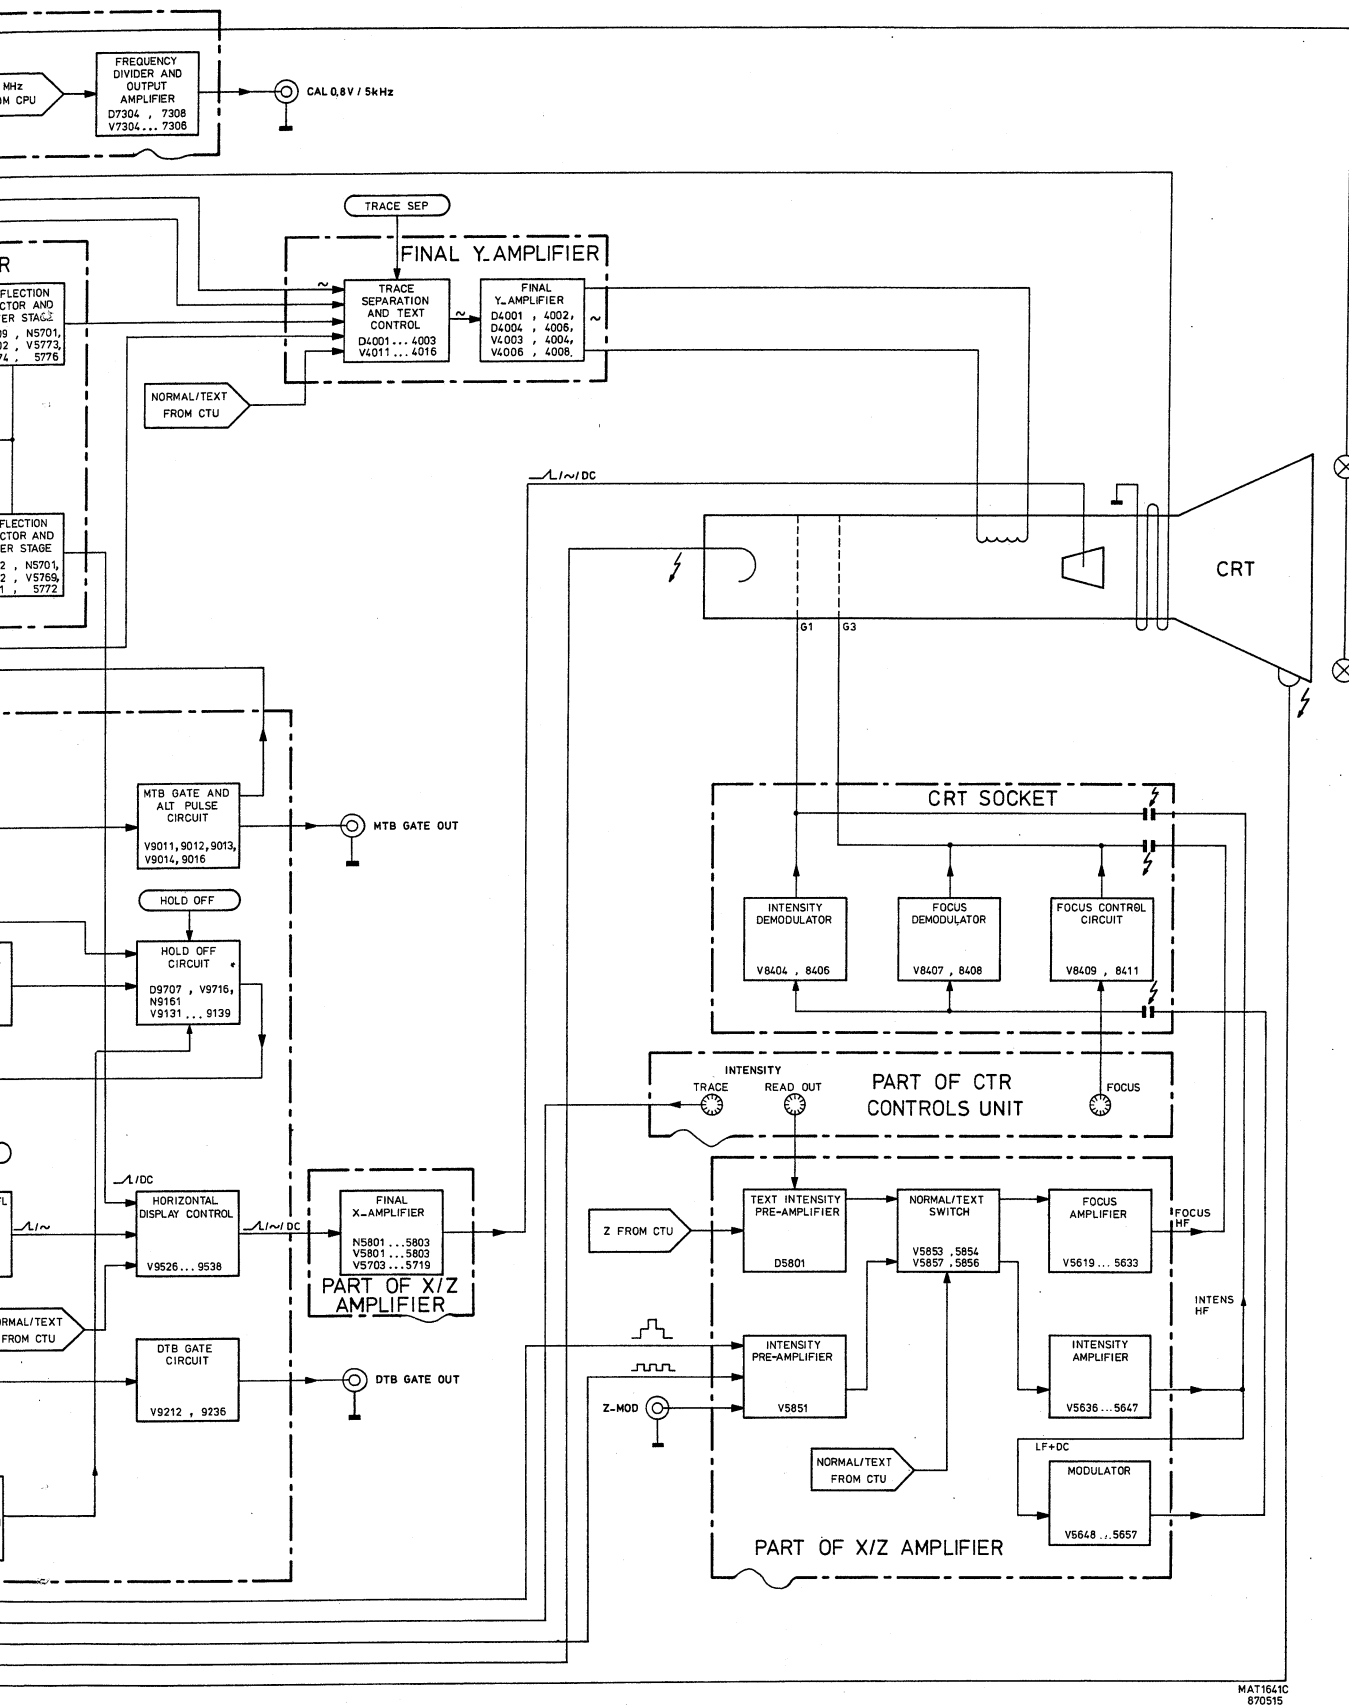 FREQUENCY
DIVIDER AND
OUTPUT
AMPLIFIER
D7304 , 7308
V7304... 7306
MHz
CPU
CAL 0,8V / 5kHz
TRACE SEP
FINAL Y_AMPLIFIER
TRACE
SEPARATION
AND TEXT
CONTROL
D4001 ... 4003
V4011 ... 4016
FINAL
Y_AMPLIFIER
D4001 , 4002,
D4004 , 4006,
V4003 , 4004,
V4006 , 4008.
~
~
~
R
FLECTION
CTOR AND
ER STAGE
09 , N5701,
02 , V5773,
74 , 5776
NORMAL/TEXT
FROM CTU
FLECTION
CTOR AND
ER STAGE
2 , N5701,
2 , V5769,
1 , 5772
/~/DC
CRT
G1
G3
MTB GATE AND
ALT PULSE
CIRCUIT
V9011, 9012, 9013,
V9014, 9016
MTB GATE OUT
HOLD OFF
HOLD OFF
CIRCUIT
D9707 , V9716,
N9161
V9131 ... 9139
CRT SOCKET
INTENSITY
DEMODULATOR
V8404 , 8406
FOCUS
DEMODULATOR
V8407 , 8408
FOCUS CONTROL
CIRCUIT
V8409 , 8411
INTENSITY
TRACE
READ OUT
PART OF CTR
CONTROLS UNIT
FOCUS
/DC
TL
/~
HORIZONTAL
DISPLAY CONTROL
V9526 ... 9538
/~/DC
FINAL
X_AMPLIFIER
N5801 ...5803
V5801 ...5803
V5703 ...5719
PART OF X/Z
AMPLIFIER
RMAL/TEXT
FROM CTU
DTB GATE
CIRCUIT
V9212 , 9236
DTB GATE OUT
Z FROM CTU
TEXT INTENSITY
PRE-AMPLIFIER
D5801
NORMAL/TEXT
SWITCH
V5853 ,5854
V5857 ,5856
FOCUS
AMPLIFIER
V5619 ... 5633
FOCUS
HF
INTENS
HF
INTENSITY
PRE-AMPLIFIER
V5851
Z-MOD
INTENSITY
AMPLIFIER
V5636 ...5647
LF+DC
NORMAL/TEXT
FROM CTU
MODULATOR
V5648 ... 5657
PART OF X/Z AMPLIFIER
MAT1641C
870515